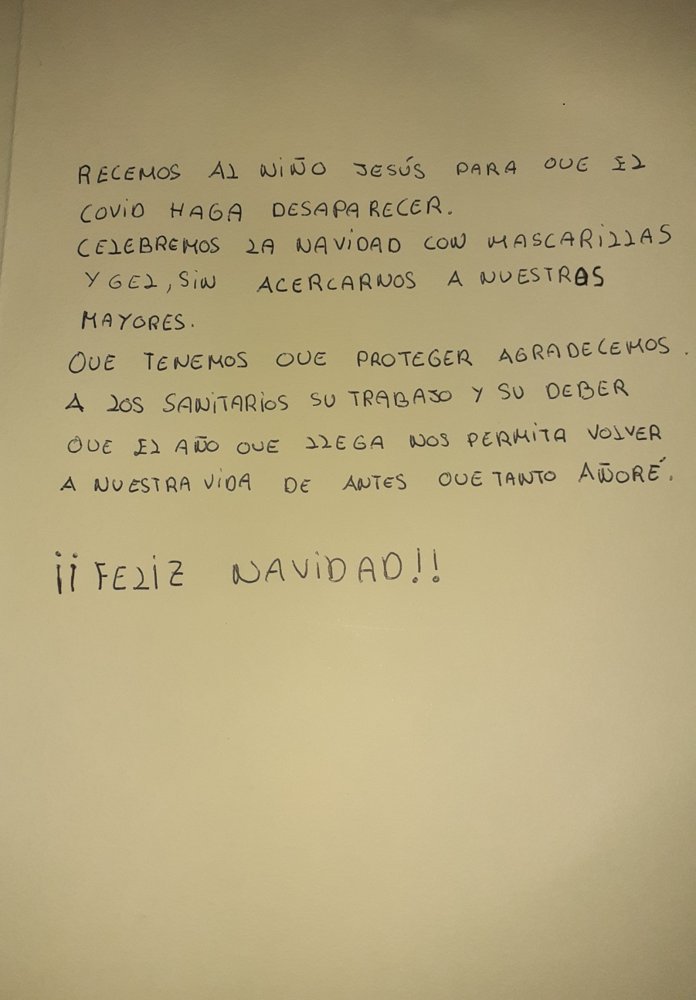 RECEMOS AL NIÑO JESÚS PARA QUE EL
COVID HAGA DESAPARECER.
CELEBREMOS LA NAVIDAD CON MASCARILLAS
Y GEL, SIN ACERCARNOS A NUESTROS
MAYORES.
QUE TENEMOS QUE PROTEGER AGRADECEMOS.
A LOS SANITARIOS SU TRABAJO Y SU DEBER
QUE EL AÑO QUE LLEGA NOS PERMITA VOLVER
A NUESTRA VIDA DE ANTES QUE TANTO AÑORÉ.
¡¡FELIZ NAVIDAD!!